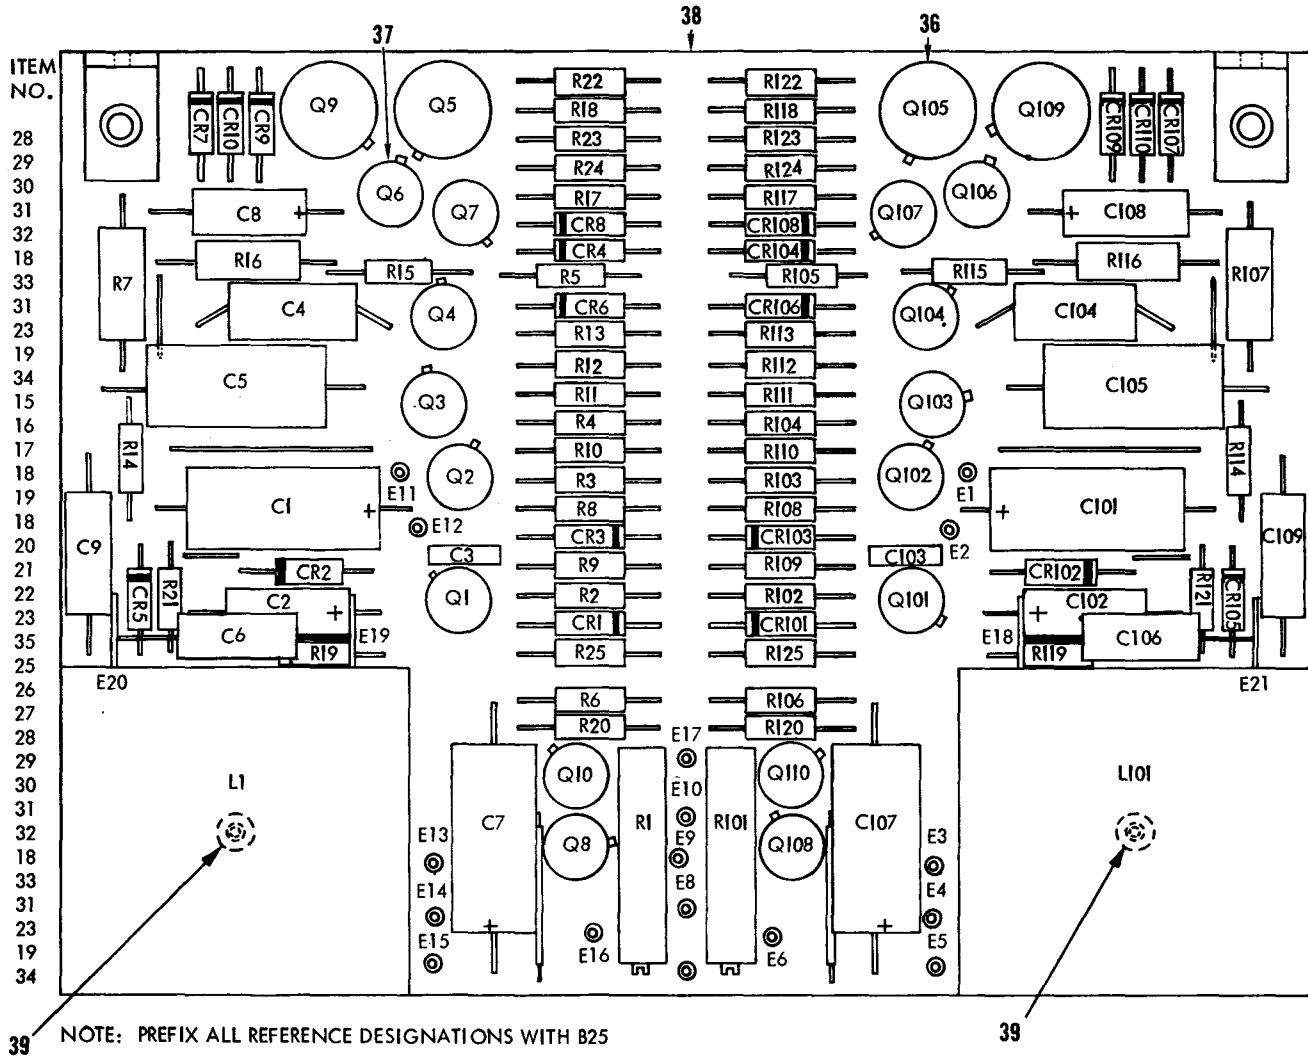 37
38
36
ITEM
NO.
28
29
30
31
32
18
33
31
23
19
34
15
16
17
18
19
18
20
21
22
23
35
25
26
27
28
29
30
31
32
18
33
31
23
19
34
CR7
CR10
CR9
Q9
Q5
Q6
Q7
C8
+
R7
R16
R15
C4
Q4
C5
Q3
R14
Q2
C1
+
E11
E12
C9
C3
CR2
CR5
R21
C2
+
Q1
C6
E19
R19
E20
L1
R22
R18
R23
R24
R17
CR8
CR4
R5
CR6
R13
R12
R11
R4
R10
R3
R8
CR3
R9
R2
CR1
R25
R6
R20
R122
R118
R123
R124
R117
CR108
CR104
R105
CR106
R113
R112
R111
R104
R110
R103
R108
CR103
R109
R102
CR101
R125
R106
R120
Q105
Q109
CR109
CR110
CR107
Q106
Q107
+
C108
R115
R116
R107
Q104
C104
C105
Q103
R114
Q102
E1
C101
+
E2
C109
C103
CR102
R121
CR105
Q101
+
C102
E18
C106
R119
E21
L101
E17
Q10
E10
Q110
C7
R1
E9
R101
C107
E13
Q8
Q108
E3
E8
E14
E4
+
+
E15
E16
E6
E5
39
NOTE: PREFIX ALL REFERENCE DESIGNATIONS WITH B25
39